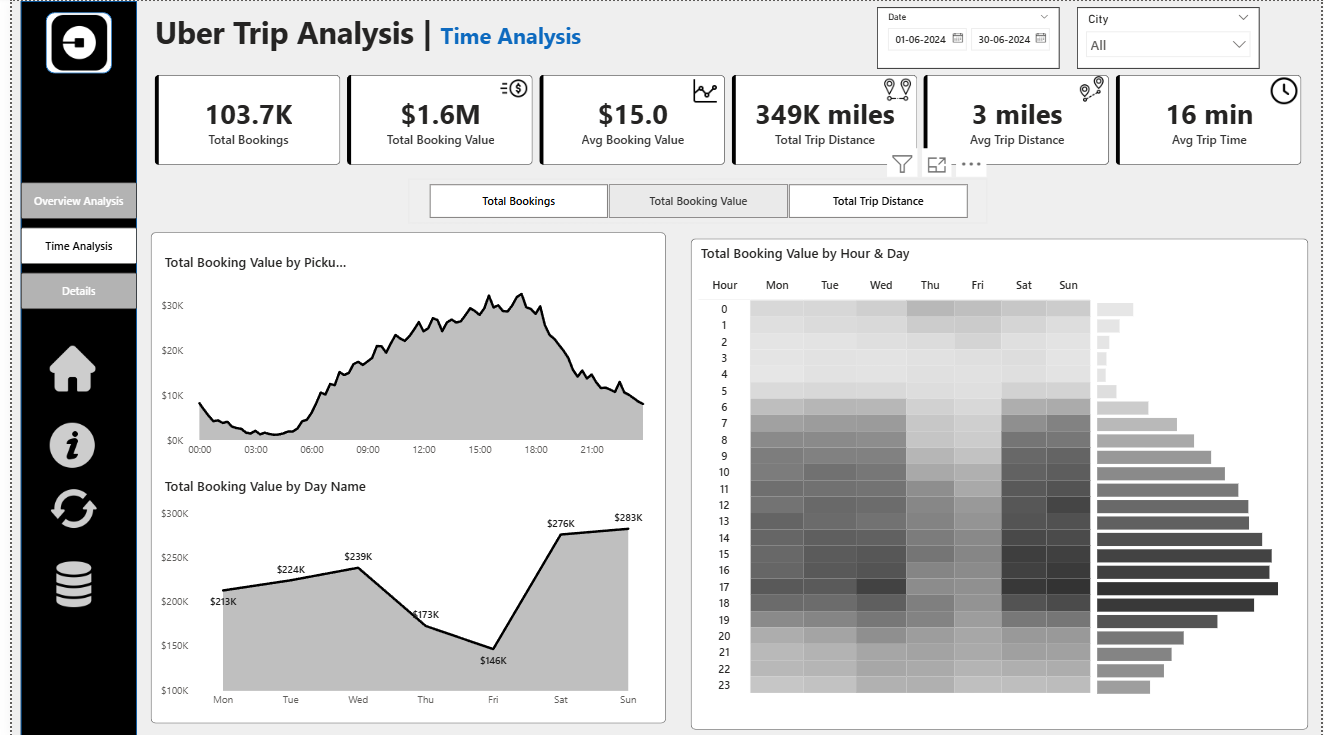 Uber Trip Analysis | Time Analysis
Date
01-06-2024 30-06-2024
City
All
103.7K
Total Bookings
$1.6M
Total Booking Value
$15.0
Avg Booking Value
349K miles
Total Trip Distance
3 miles
Avg Trip Distance
16 min
Avg Trip Time
Overview Analysis
Time Analysis
Details
Total Bookings
Total Booking Value
Total Trip Distance
Total Booking Value by Picku...
$30K
$20K
$10K
$0K
00:00 03:00 06:00 09:00 12:00 15:00 18:00 21:00
Total Booking Value by Day Name
$300K
$250K
$200K
$150K
$100K
$213K
$224K
$239K
$173K
$146K
$276K
$283K
Mon Tue Wed Thu Fri Sat Sun
Total Booking Value by Hour & Day
Hour Mon Tue Wed Thu Fri Sat Sun
0
1
2
3
4
5
6
7
8
9
10
11
12
13
14
15
16
17
18
19
20
21
22
23